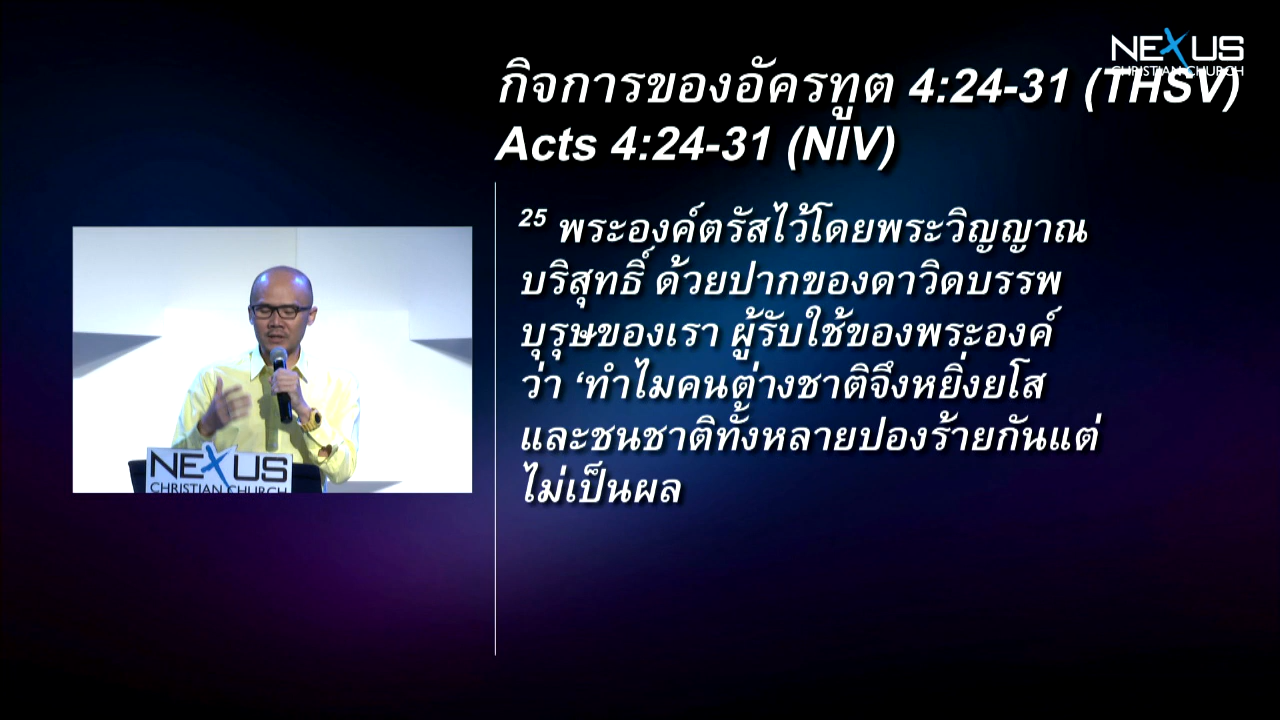 NEXUS
CHRISTIAN CHURCH
กิจการของอัครทูต 4:24-31 (THSV)
Acts 4:24-31 (NIV)
25 พระองค์ตรัสไว้โดยพระวิญญาณ
บริสุทธิ์ ด้วยปากของดาวิดบรรพ
บุรุษของเรา ผู้รับใช้ของพระองค์
ว่า ‘ทำไมคนต่างชาติจึงหยิ่งยโส
และชนชาติทั้งหลายปองร้ายกันแต่
ไม่เป็นผล
NEXUS
CHRISTIAN CHURCH